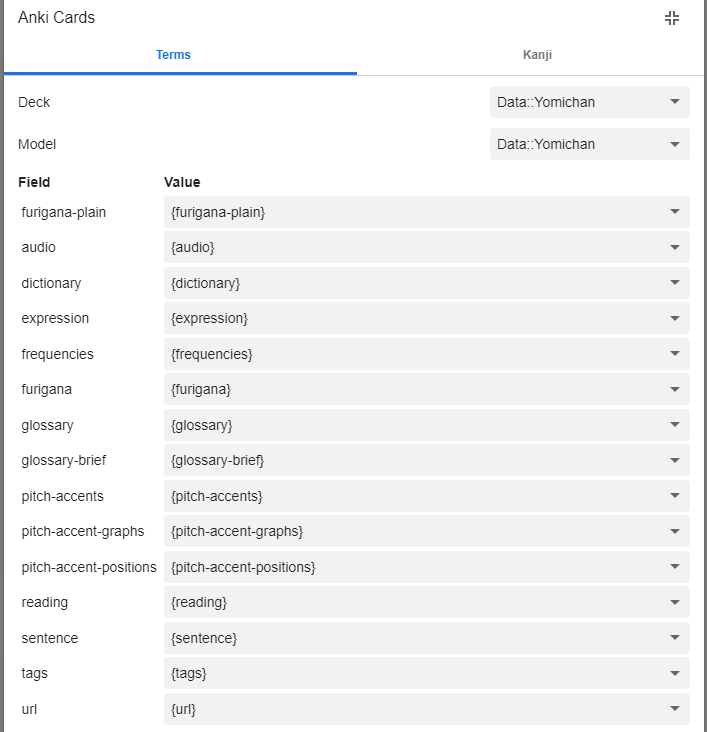 Anki Cards
Terms Kanji
Deck Data::Yomichan
Model Data::Yomichan
Field Value
furigana-plain {furigana-plain}
audio {audio}
dictionary {dictionary}
expression {expression}
frequencies {frequencies}
furigana {furigana}
glossary {glossary}
glossary-brief {glossary-brief}
pitch-accents {pitch-accents}
pitch-accent-graphs {pitch-accent-graphs}
pitch-accent-positions {pitch-accent-positions}
reading {reading}
sentence {sentence}
tags {tags}
url {url}